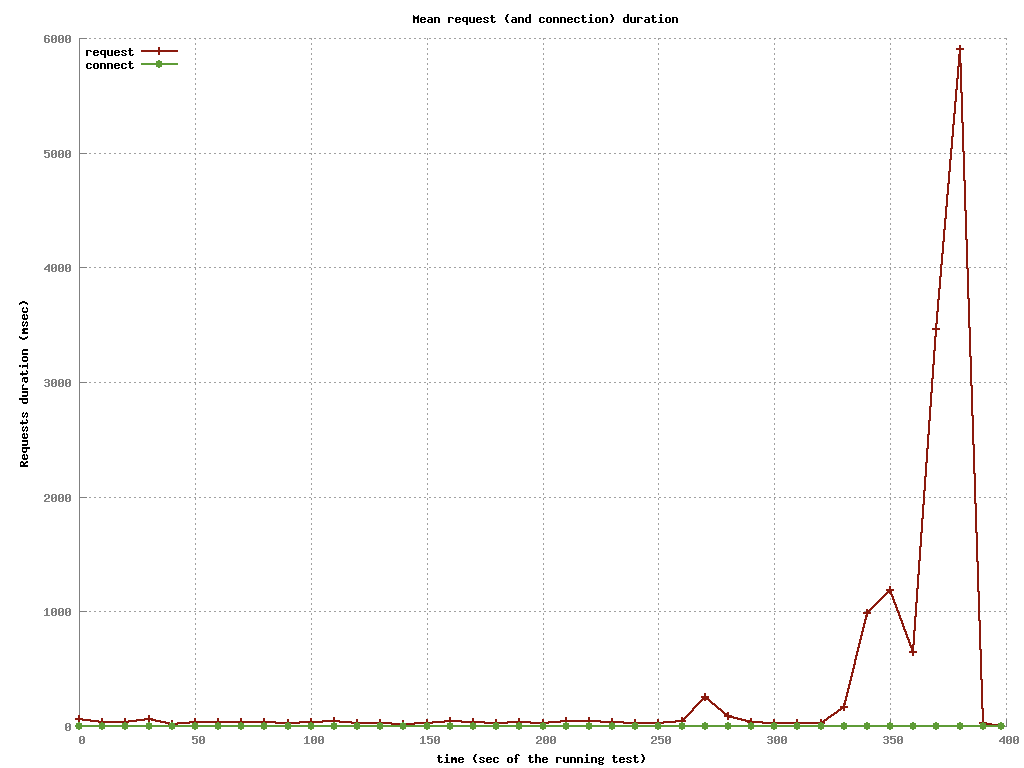 Mean request (and connection) duration
6000
request
connect
5000
4000
3000
2000
1000
0
Requests duration (msec)
0 50 100 150 200 250 300 350 400
time (sec of the running test)